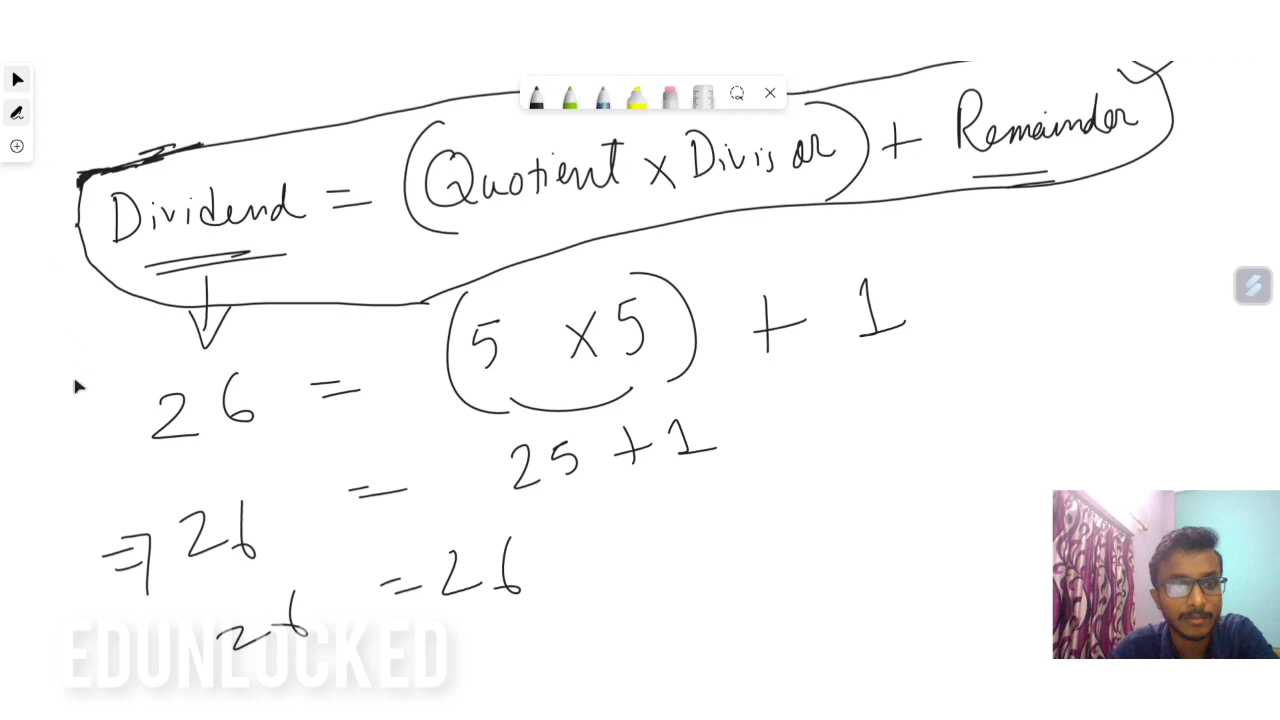 Dividend = (Quotient x Divisor) + Remainder
26 = (5 x 5) + 1
= 25 + 1
⇒ 26
= 26
26
EDUNLOCKED